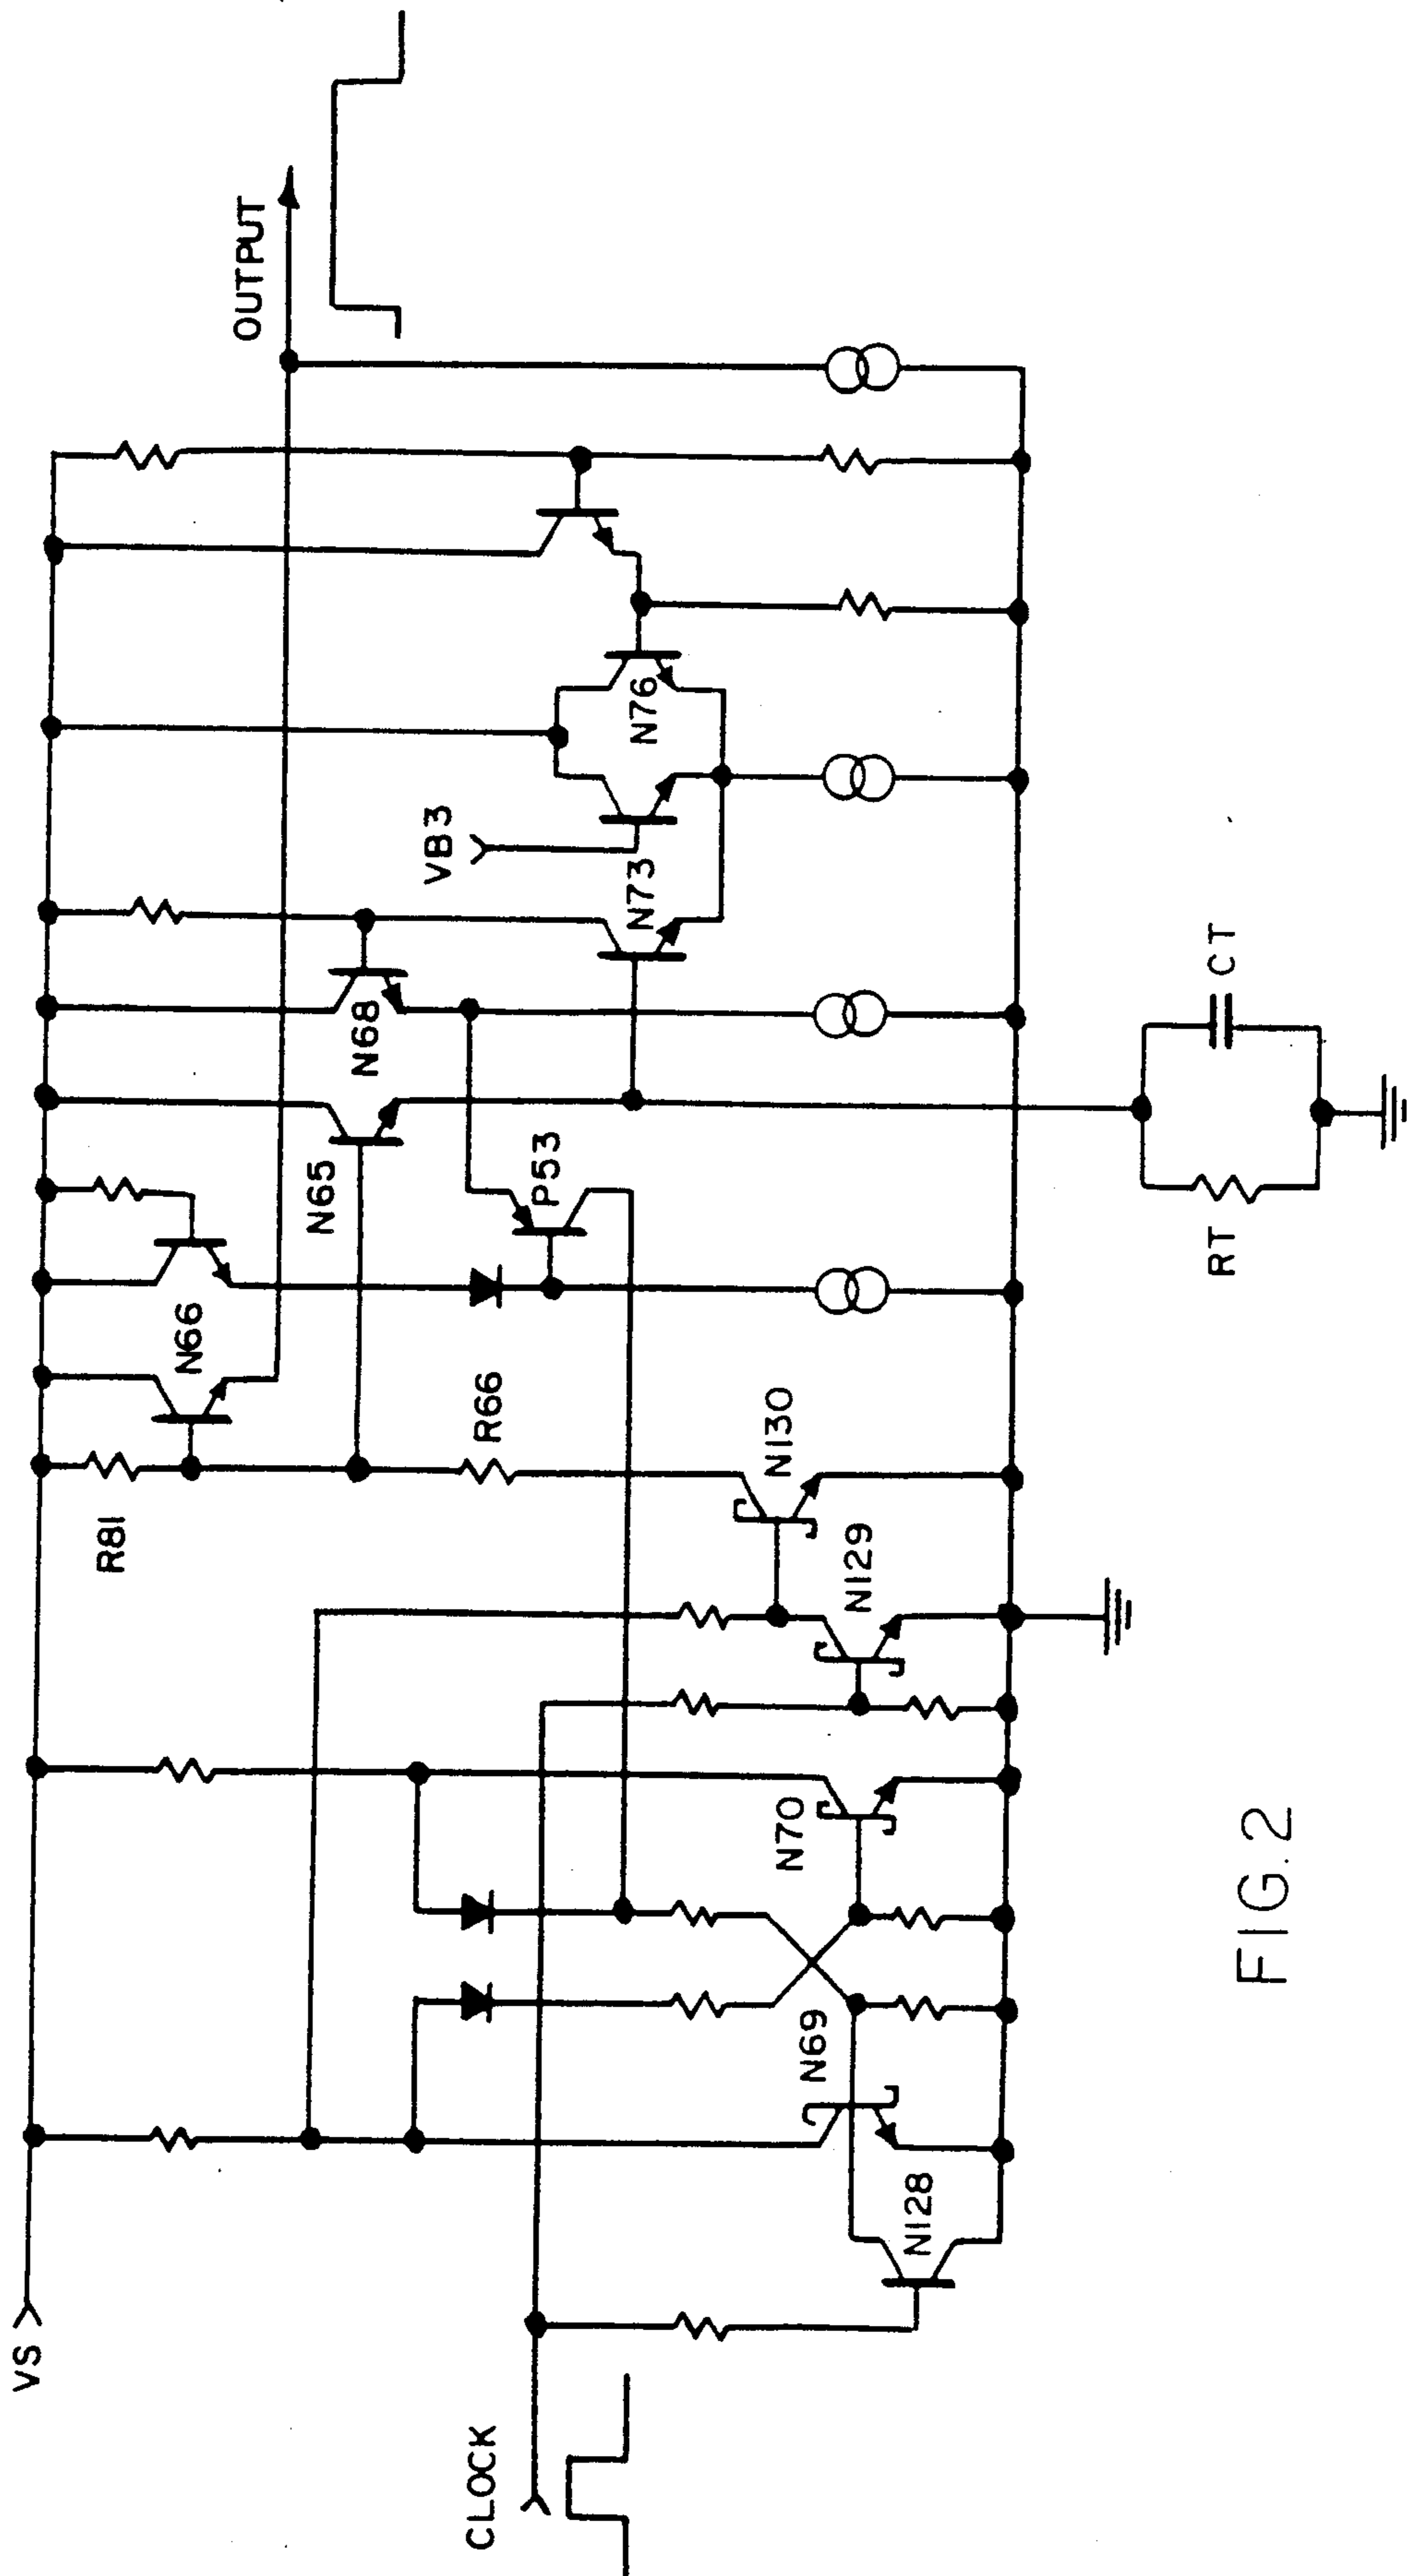 VS
CLOCK
N128
N69
N70
N129
N130
R81
R66
N66
N65
P53
N68
N73
VB3
N76
OUTPUT
RT
CT
FIG. 2